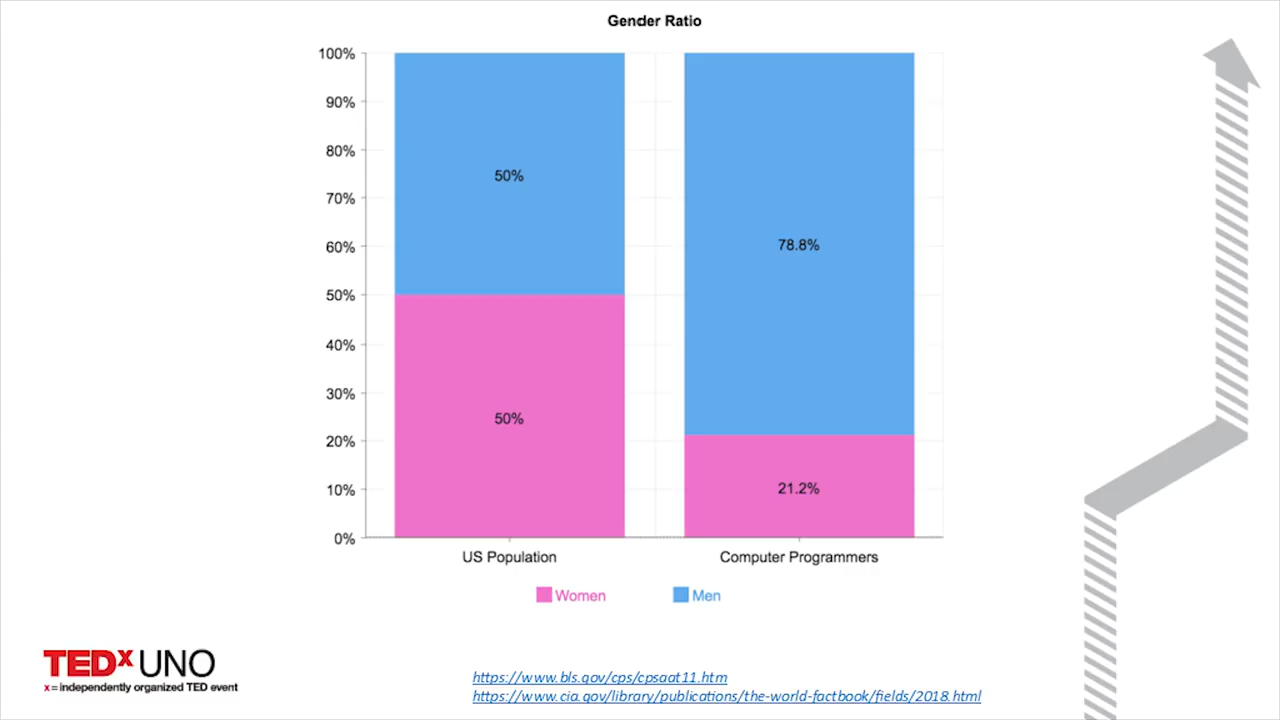 Gender Ratio
100%
90%
80%
70%
60%
50%
40%
30%
20%
10%
0%
50%
50%
78.8%
21.2%
US Population
Computer Programmers
Women
Men
TEDx UNO
x = independently organized TED event
https://www.bls.gov/cps/cpsaat11.htm
https://www.cia.gov/library/publications/the-world-factbook/fields/2018.html